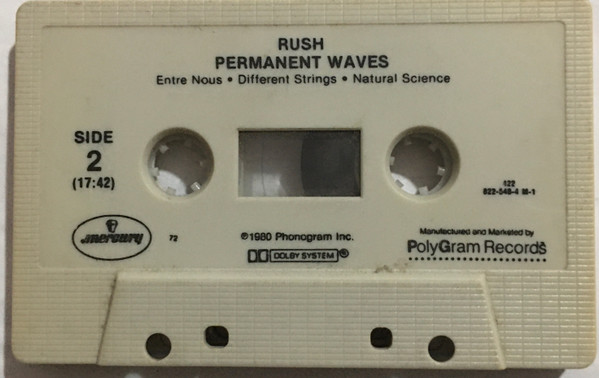 RUSH
PERMANENT WAVES
Entre Nous • Different Strings • Natural Science
SIDE
2
(17:42)
422
822-548-4 M-1
mercury
72
℗1980 Phonogram Inc.
DOLBY SYSTEM®
Manufactured and Marketed by
PolyGram Records